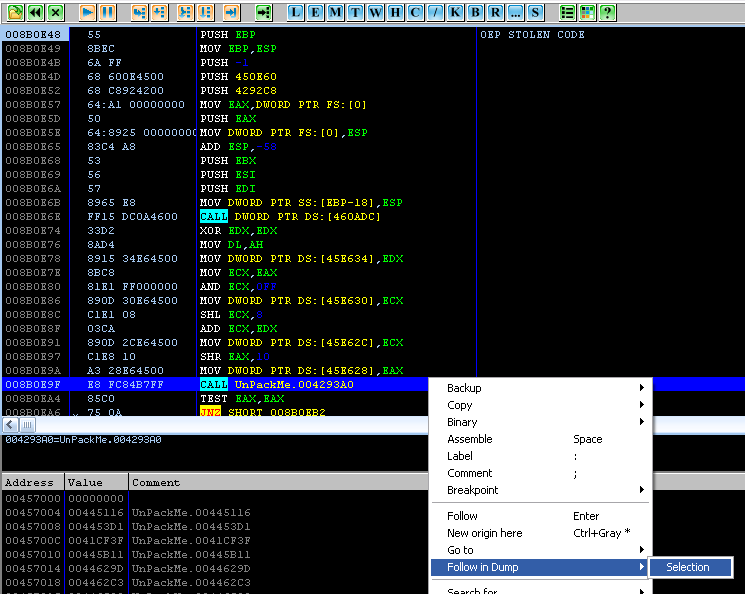 L E M T W H C / K B R ... S ?
008B0E48 55 PUSH EBP OEP STOLEN CODE
008B0E49 8BEC MOV EBP,ESP
008B0E4B 6A FF PUSH -1
008B0E4D 68 600E4500 PUSH 450E60
008B0E52 68 C8924200 PUSH 4292C8
008B0E57 64:A1 00000000 MOV EAX,DWORD PTR FS:[0]
008B0E5D 50 PUSH EAX
008B0E5E 64:8925 00000000 MOV DWORD PTR FS:[0],ESP
008B0E65 83C4 A8 ADD ESP,-58
008B0E68 53 PUSH EBX
008B0E69 56 PUSH ESI
008B0E6A 57 PUSH EDI
008B0E6B 8965 E8 MOV DWORD PTR SS:[EBP-18],ESP
008B0E6E FF15 DC0A4600 CALL DWORD PTR DS:[460ADC]
008B0E74 33D2 XOR EDX,EDX
008B0E76 8AD4 MOV DL,AH
008B0E78 8915 34E64500 MOV DWORD PTR DS:[45E634],EDX
008B0E7E 8BC8 MOV ECX,EAX
008B0E80 81E1 FF000000 AND ECX,0FF
008B0E86 890D 30E64500 MOV DWORD PTR DS:[45E630],ECX
008B0E8C C1E1 08 SHL ECX,8
008B0E8F 03CA ADD ECX,EDX
008B0E91 890D 2CE64500 MOV DWORD PTR DS:[45E62C],ECX
008B0E97 C1E8 10 SHR EAX,10
008B0E9A A3 28E64500 MOV DWORD PTR DS:[45E628],EAX
008B0E9F E8 FC84B7FF CALL UnPackMe.004293A0
008B0EA4 85C0 TEST EAX,EAX
008B0EA6 75 0A JNZ SHORT 008B0EB2
004293A0=UnPackMe.004293A0
Address Value Comment
00457000 00000000
00457004 00445116 UnPackMe.00445116
00457008 004453D1 UnPackMe.004453D1
0045700C 0041CF3F UnPackMe.0041CF3F
00457010 00445B11 UnPackMe.00445B11
00457014 0044629D UnPackMe.0044629D
00457018 004462C3 UnPackMe.004462C3
Backup
Copy
Binary
Assemble Space
Label :
Comment ;
Breakpoint
Follow Enter
New origin here Ctrl+Gray *
Go to
Follow in Dump
Selection
Search for